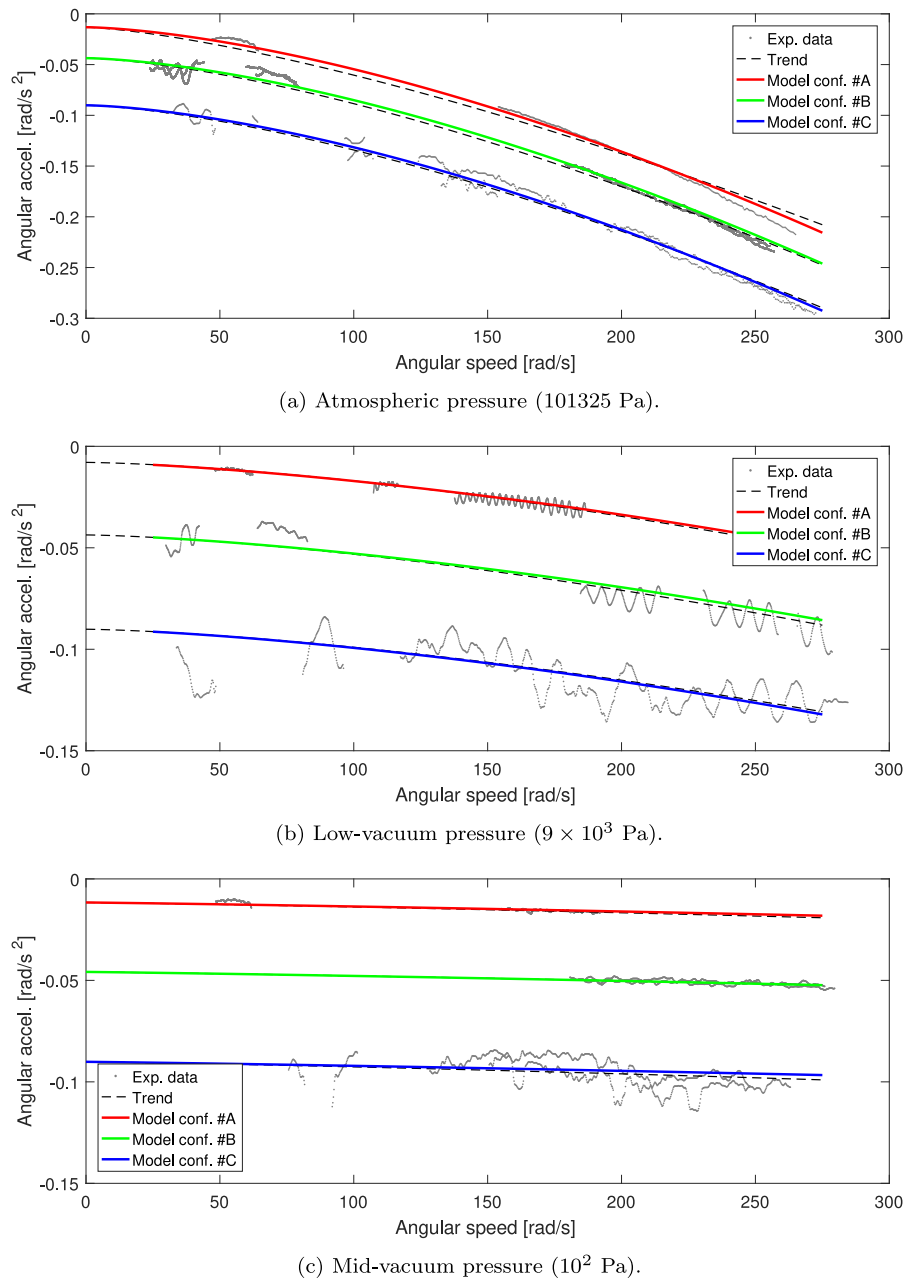 0
-0.05
-0.1
-0.15
-0.2
-0.25
-0.3
Angular accel. [rad/s²]
Exp. data
Trend
Model conf. #A
Model conf. #B
Model conf. #C
0 50 100 150 200 250 300
Angular speed [rad/s]
(a) Atmospheric pressure (101325 Pa).
0
-0.05
-0.1
-0.15
Angular accel. [rad/s²]
Exp. data
Trend
Model conf. #A
Model conf. #B
Model conf. #C
0 50 100 150 200 250 300
Angular speed [rad/s]
(b) Low-vacuum pressure (9 × 10³ Pa).
0
-0.05
-0.1
-0.15
Angular accel. [rad/s²]
Exp. data
Trend
Model conf. #A
Model conf. #B
Model conf. #C
0 50 100 150 200 250 300
Angular speed [rad/s]
(c) Mid-vacuum pressure (10² Pa).